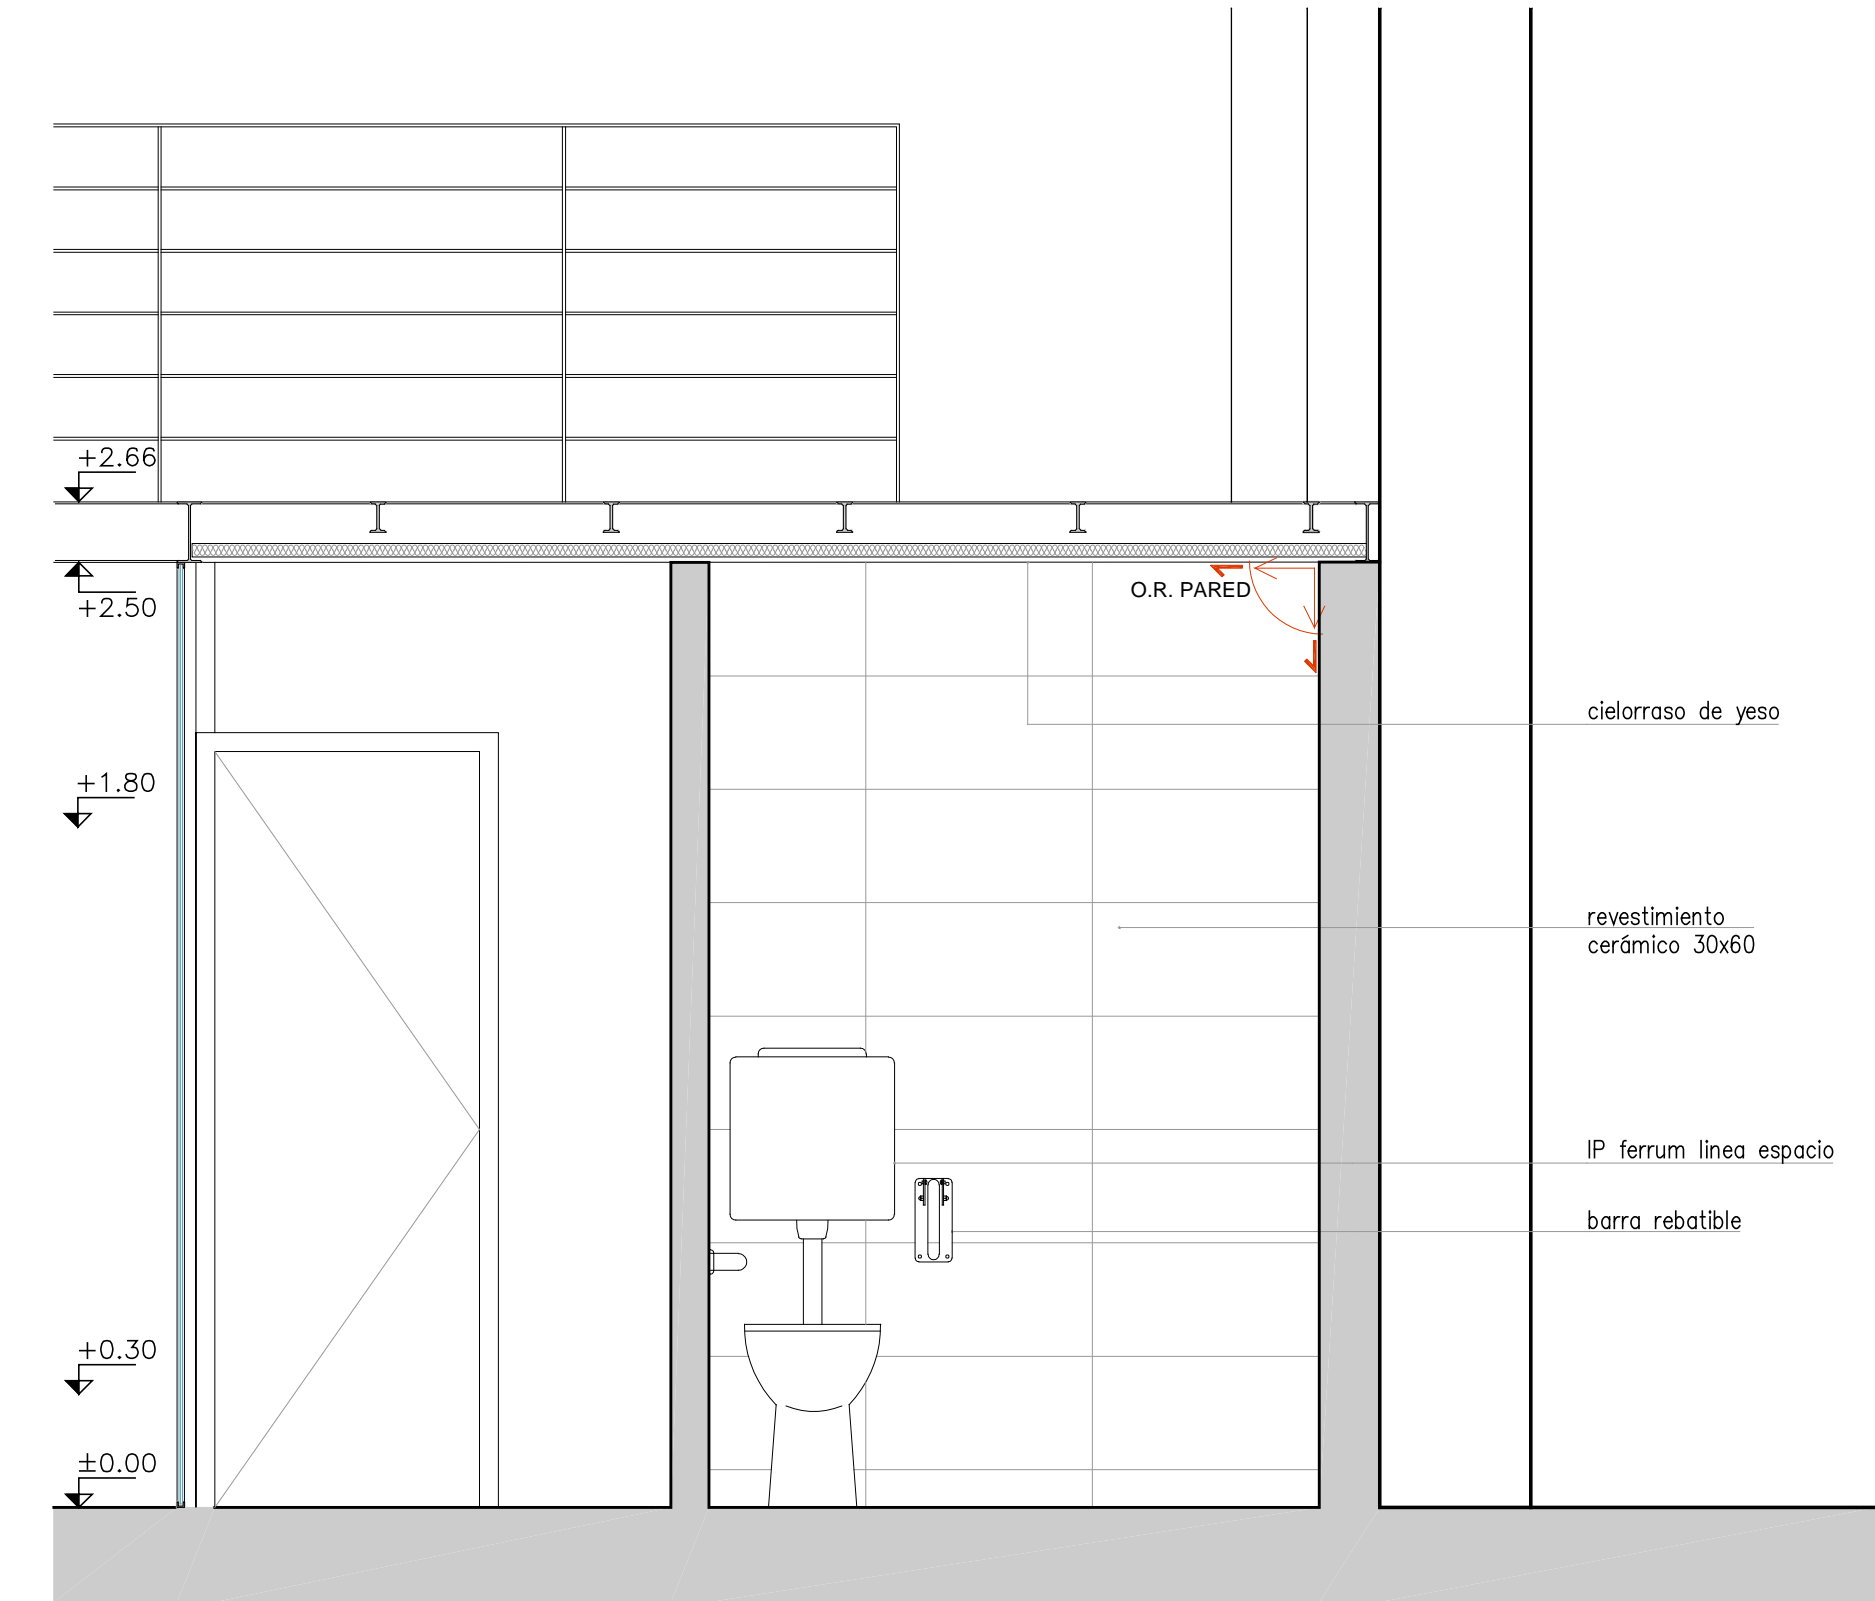 +2.66
+2.50
O.R. PARED
cielorraso de yeso
+1.80
revestimiento
cerámico 30x60
IP ferrum linea espacio
barra rebatible
+0.30
±0.00